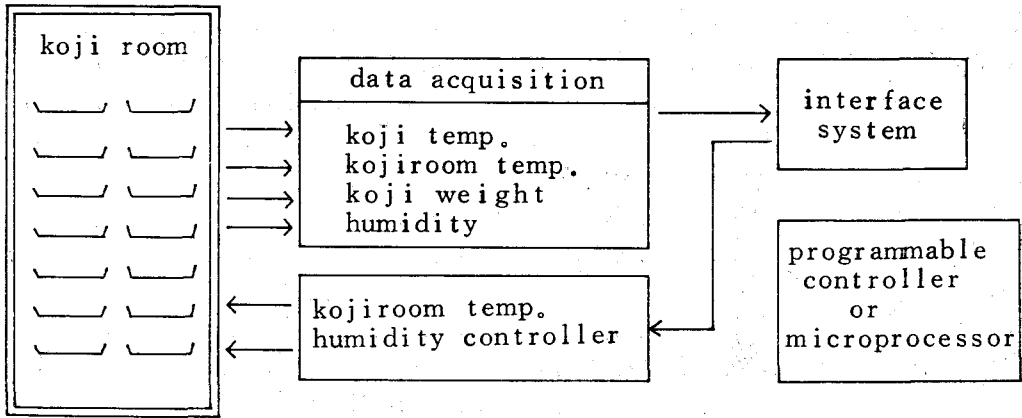 koji room
data acquisition
koji temp。
kojiroom temp.
koji weight
humidity
interface
system
kojiroom temp。
humidity controller
programmable
controller
or
microprocessor